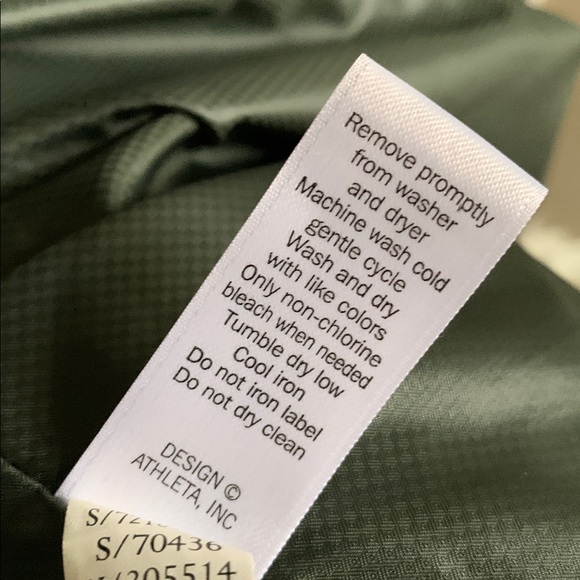 Remove promptly
from washer
and dryer
Machine wash cold
gentle cycle
Wash and dry
with like colors
Only non-chlorine
bleach when needed
Tumble dry low
Cool iron
Do not iron label
Do not dry clean
DESIGN ©
ATHLETA, INC
S/70436